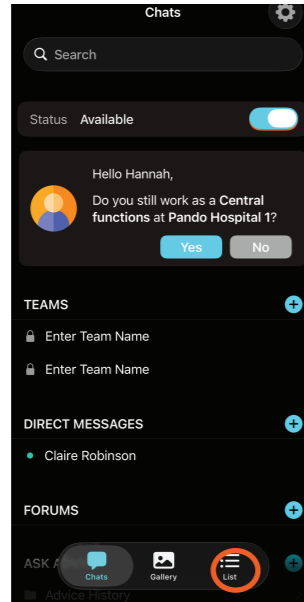 Chats
Search
Status Available
Hello Hannah,
Do you still work as a Central
functions at Pando Hospital 1?
Yes No
TEAMS
Enter Team Name
Enter Team Name
DIRECT MESSAGES
Claire Robinson
FORUMS
ASK
Chats Gallery List
Advice History